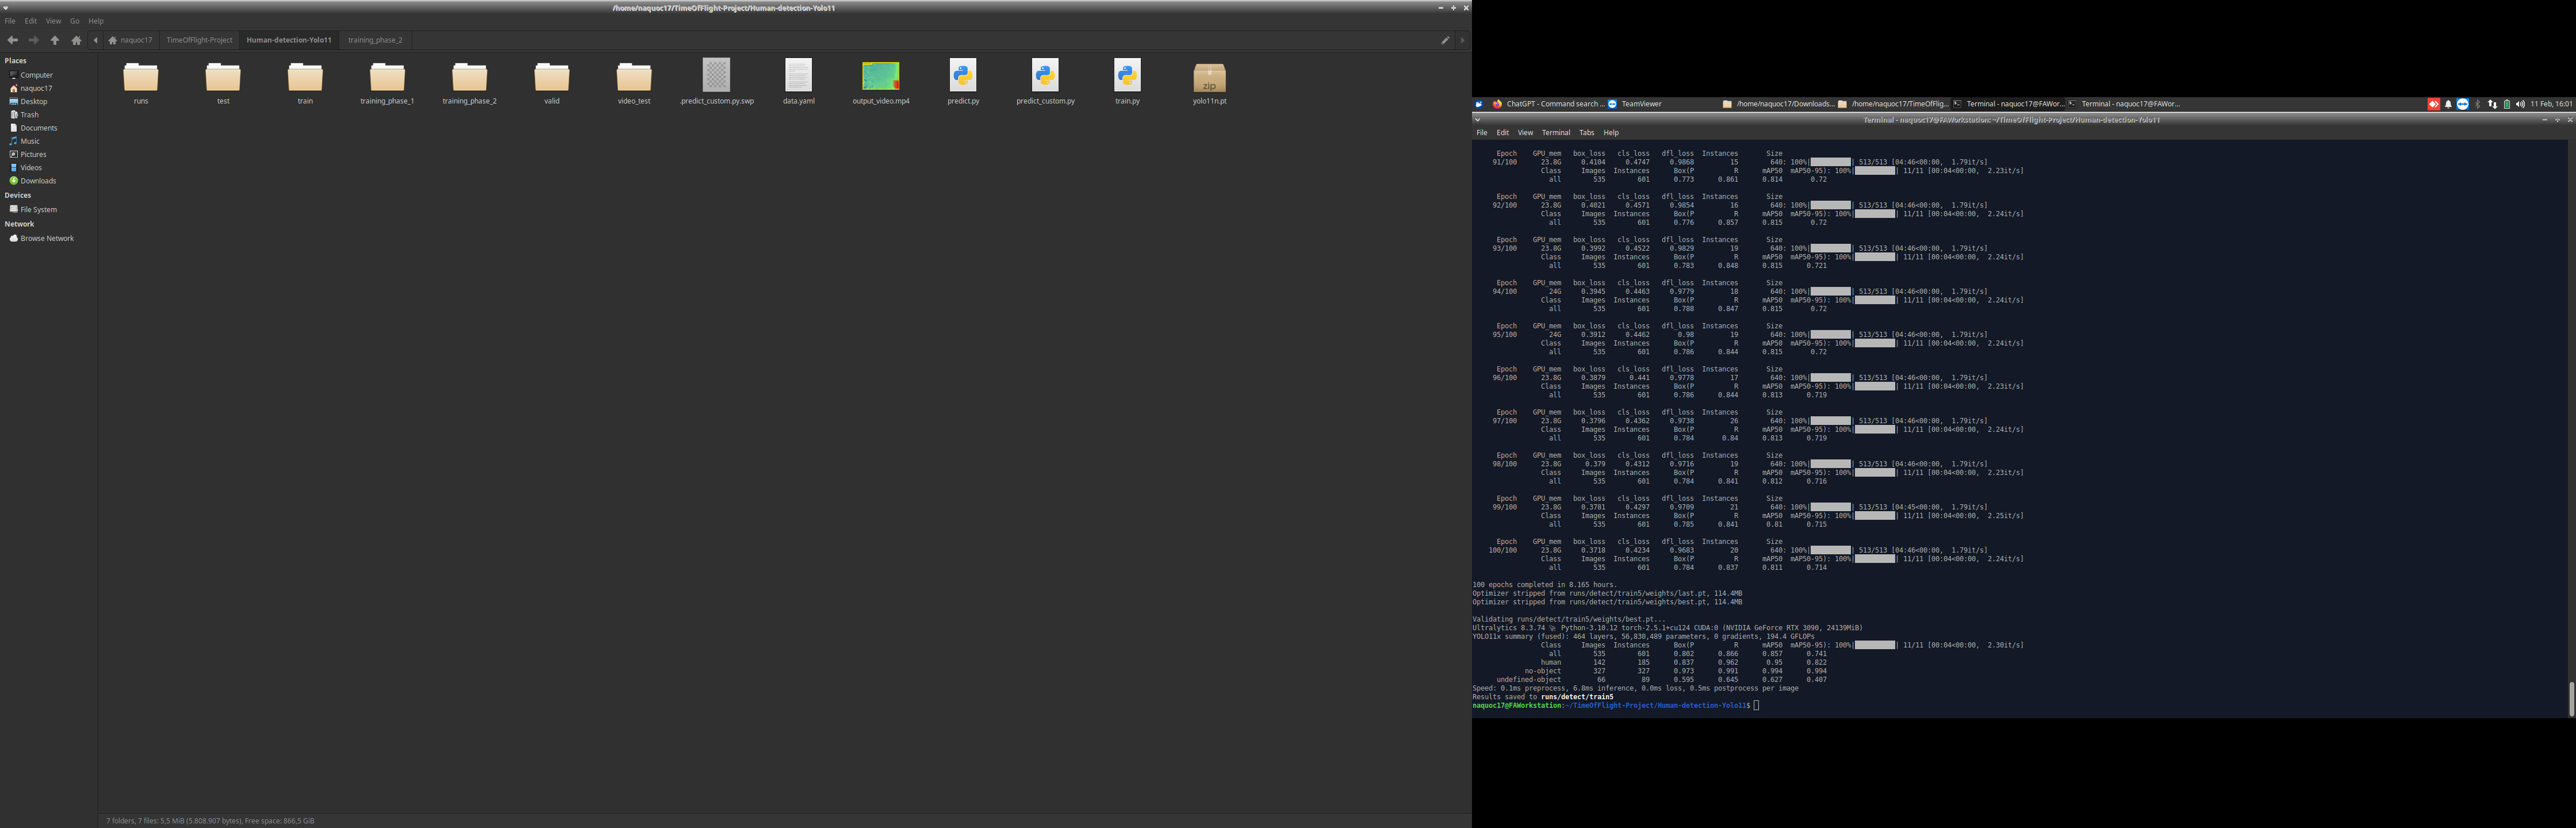 /home/naquoc17/TimeOfFlight-Project/Human-detection-Yolo11
File Edit View Go Help
naquoc17 TimeOfFlight-Project Human-detection-Yolo11 training_phase_2
Places
Computer
naquoc17
Desktop
Trash
Documents
Music
Pictures
Videos
Downloads
Devices
File System
Network
Browse Network
runs test train training_phase_1 training_phase_2 valid video_test .predict_custom.py.swp data.yaml output_video.mp4 predict.py predict_custom.py train.py yolo11n.pt
zip
7 folders, 7 files: 5,5 MiB (5.808.907 bytes), Free space: 866,5 GiB
ChatGPT - Command search ... TeamViewer /home/naquoc17/Downloads... /home/naquoc17/TimeOfFlig... Terminal - naquoc17@FAWor... Terminal - naquoc17@FAWor... 11 Feb, 16:01
Terminal - naquoc17@FAWorkstation: ~/TimeOfFlight-Project/Human-detection-Yolo11
File Edit View Terminal Tabs Help
Epoch GPU_mem box_loss cls_loss dfl_loss Instances Size
91/100 23.8G 0.4104 0.4747 0.9868 15 640: 100%| | 513/513 [04:46<00:00, 1.79it/s]
Class Images Instances Box(P R mAP50 mAP50-95): 100%| | 11/11 [00:04<00:00, 2.23it/s]
all 535 601 0.773 0.861 0.814 0.72
Epoch GPU_mem box_loss cls_loss dfl_loss Instances Size
92/100 23.8G 0.4021 0.4571 0.9854 16 640: 100%| | 513/513 [04:46<00:00, 1.79it/s]
Class Images Instances Box(P R mAP50 mAP50-95): 100%| | 11/11 [00:04<00:00, 2.24it/s]
all 535 601 0.776 0.857 0.815 0.72
Epoch GPU_mem box_loss cls_loss dfl_loss Instances Size
93/100 23.8G 0.3992 0.4522 0.9829 19 640: 100%| | 513/513 [04:46<00:00, 1.79it/s]
Class Images Instances Box(P R mAP50 mAP50-95): 100%| | 11/11 [00:04<00:00, 2.24it/s]
all 535 601 0.783 0.848 0.815 0.721
Epoch GPU_mem box_loss cls_loss dfl_loss Instances Size
94/100 24G 0.3945 0.4463 0.9779 18 640: 100%| | 513/513 [04:46<00:00, 1.79it/s]
Class Images Instances Box(P R mAP50 mAP50-95): 100%| | 11/11 [00:04<00:00, 2.24it/s]
all 535 601 0.788 0.847 0.815 0.72
Epoch GPU_mem box_loss cls_loss dfl_loss Instances Size
95/100 24G 0.3912 0.4462 0.98 19 640: 100%| | 513/513 [04:46<00:00, 1.79it/s]
Class Images Instances Box(P R mAP50 mAP50-95): 100%| | 11/11 [00:04<00:00, 2.24it/s]
all 535 601 0.786 0.844 0.815 0.72
Epoch GPU_mem box_loss cls_loss dfl_loss Instances Size
96/100 23.8G 0.3879 0.441 0.9778 17 640: 100%| | 513/513 [04:46<00:00, 1.79it/s]
Class Images Instances Box(P R mAP50 mAP50-95): 100%| | 11/11 [00:04<00:00, 2.23it/s]
all 535 601 0.786 0.844 0.813 0.719
Epoch GPU_mem box_loss cls_loss dfl_loss Instances Size
97/100 23.8G 0.3796 0.4362 0.9738 26 640: 100%| | 513/513 [04:46<00:00, 1.79it/s]
Class Images Instances Box(P R mAP50 mAP50-95): 100%| | 11/11 [00:04<00:00, 2.24it/s]
all 535 601 0.784 0.84 0.813 0.719
Epoch GPU_mem box_loss cls_loss dfl_loss Instances Size
98/100 23.8G 0.379 0.4312 0.9716 19 640: 100%| | 513/513 [04:46<00:00, 1.79it/s]
Class Images Instances Box(P R mAP50 mAP50-95): 100%| | 11/11 [00:04<00:00, 2.23it/s]
all 535 601 0.784 0.841 0.812 0.716
Epoch GPU_mem box_loss cls_loss dfl_loss Instances Size
99/100 23.8G 0.3781 0.4297 0.9709 21 640: 100%| | 513/513 [04:45<00:00, 1.79it/s]
Class Images Instances Box(P R mAP50 mAP50-95): 100%| | 11/11 [00:04<00:00, 2.25it/s]
all 535 601 0.785 0.841 0.81 0.715
Epoch GPU_mem box_loss cls_loss dfl_loss Instances Size
100/100 23.8G 0.3718 0.4234 0.9683 20 640: 100%| | 513/513 [04:46<00:00, 1.79it/s]
Class Images Instances Box(P R mAP50 mAP50-95): 100%| | 11/11 [00:04<00:00, 2.24it/s]
all 535 601 0.784 0.837 0.811 0.714
100 epochs completed in 8.165 hours.
Optimizer stripped from runs/detect/train5/weights/last.pt, 114.4MB
Optimizer stripped from runs/detect/train5/weights/best.pt, 114.4MB
Validating runs/detect/train5/weights/best.pt...
Ultralytics 8.3.74 🚀 Python-3.10.12 torch-2.5.1+cu124 CUDA:0 (NVIDIA GeForce RTX 3090, 24139MiB)
YOLO11x summary (fused): 464 layers, 56,830,489 parameters, 0 gradients, 194.4 GFLOPs
Class Images Instances Box(P R mAP50 mAP50-95): 100%| | 11/11 [00:04<00:00, 2.30it/s]
all 535 601 0.802 0.866 0.857 0.741
human 142 185 0.837 0.962 0.95 0.822
no-object 327 327 0.973 0.991 0.994 0.994
undefined-object 66 89 0.595 0.645 0.627 0.407
Speed: 0.1ms preprocess, 6.8ms inference, 0.0ms loss, 0.5ms postprocess per image
Results saved to runs/detect/train5
naquoc17@FAWorkstation:~/TimeOfFlight-Project/Human-detection-Yolo11$